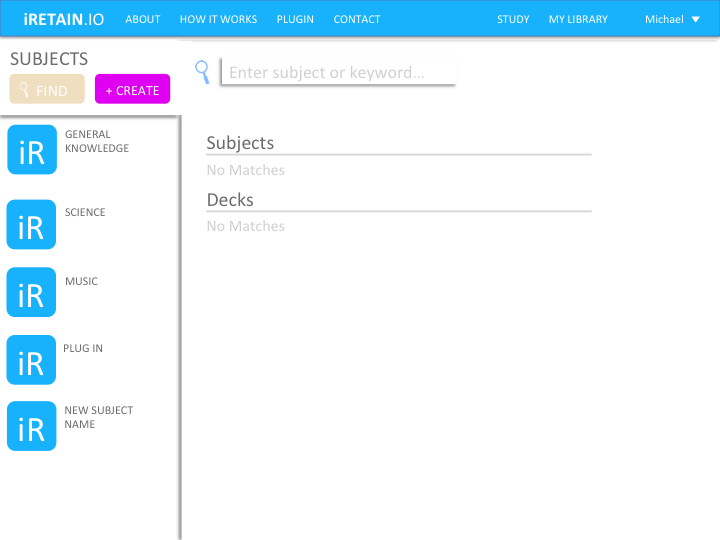 iRETAIN.IO ABOUT HOW IT WORKS PLUGIN CONTACT STUDY MY LIBRARY Michael
SUBJECTS
FIND + CREATE
Enter subject or keyword...
iR GENERAL
KNOWLEDGE
iR SCIENCE
iR MUSIC
iR PLUG IN
iR NEW SUBJECT
NAME
Subjects
No Matches
Decks
No Matches